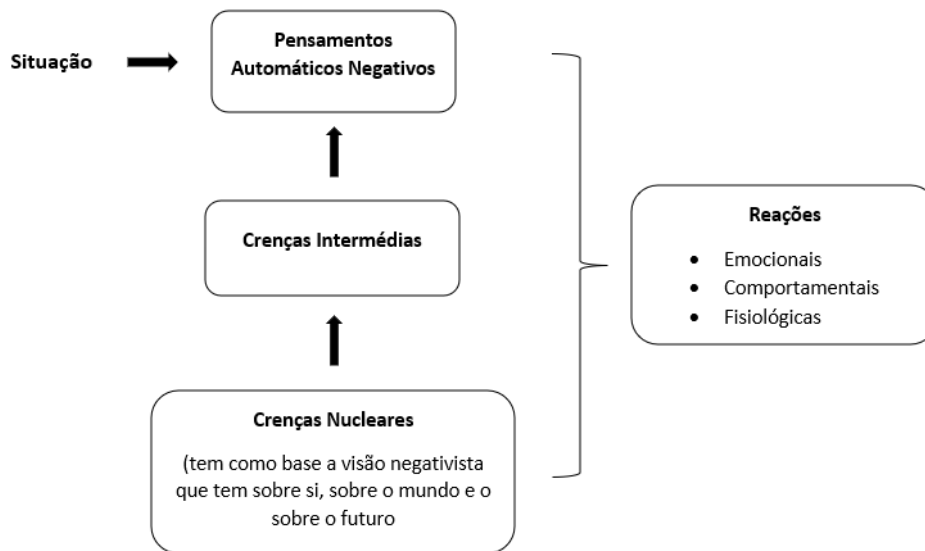 Situação
Pensamentos
Automáticos Negativos
Crenças Intermédias
Crenças Nucleares
(tem como base a visão negativista
que tem sobre si, sobre o mundo e o
sobre o futuro
Reações
• Emocionais
• Comportamentais
• Fisiológicas